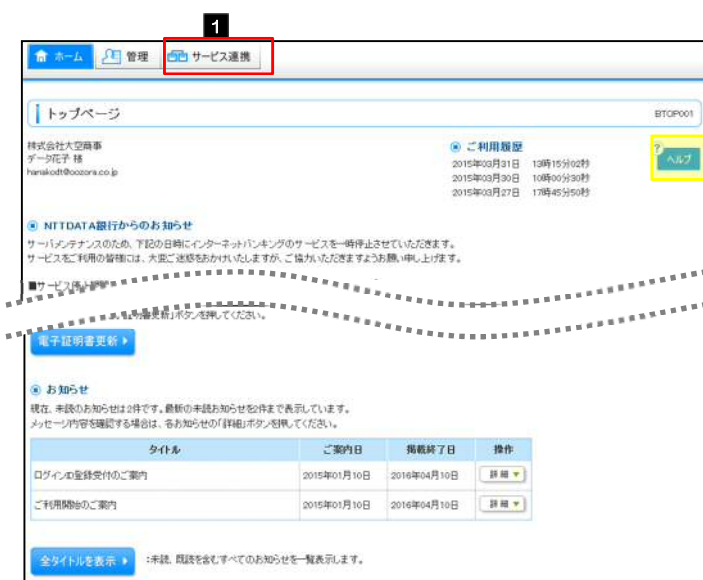 1
ホーム 管理 サービス連携
トップページ BTOP001
株式会社大空商事
データ花子 様
hanakodt@oozora.co.jp
ご利用履歴
2015年03月31日 13時15分02秒
2015年03月30日 10時00分30秒
2015年03月27日 17時45分50秒
? ヘルプ
NTTDATA銀行からのお知らせ
サーバメンテナンスのため、下記の日時にインターネットバンキングのサービスを一時停止させていただきます。
サービスをご利用の皆様には、大変ご迷惑をおかけいたしますが、ご協力いただきますようお願い申し上げます。
■サービス停止
明書更新」ボタンを押してください。
電子証明書更新
お知らせ
現在、未読のお知らせは2件です。最新の未読お知らせを2件まで表示しています。
メッセージ内容を確認する場合は、各お知らせの「詳細」ボタンを押してください。
タイトル ご案内日 掲載終了日 操作
ログインID登録受付のご案内 2015年01月10日 2016年04月10日 詳細
ご利用開始のご案内 2015年01月10日 2016年04月10日 詳細
全タイトルを表示 :未読、既読を含むすべてのお知らせを一覧表示します。